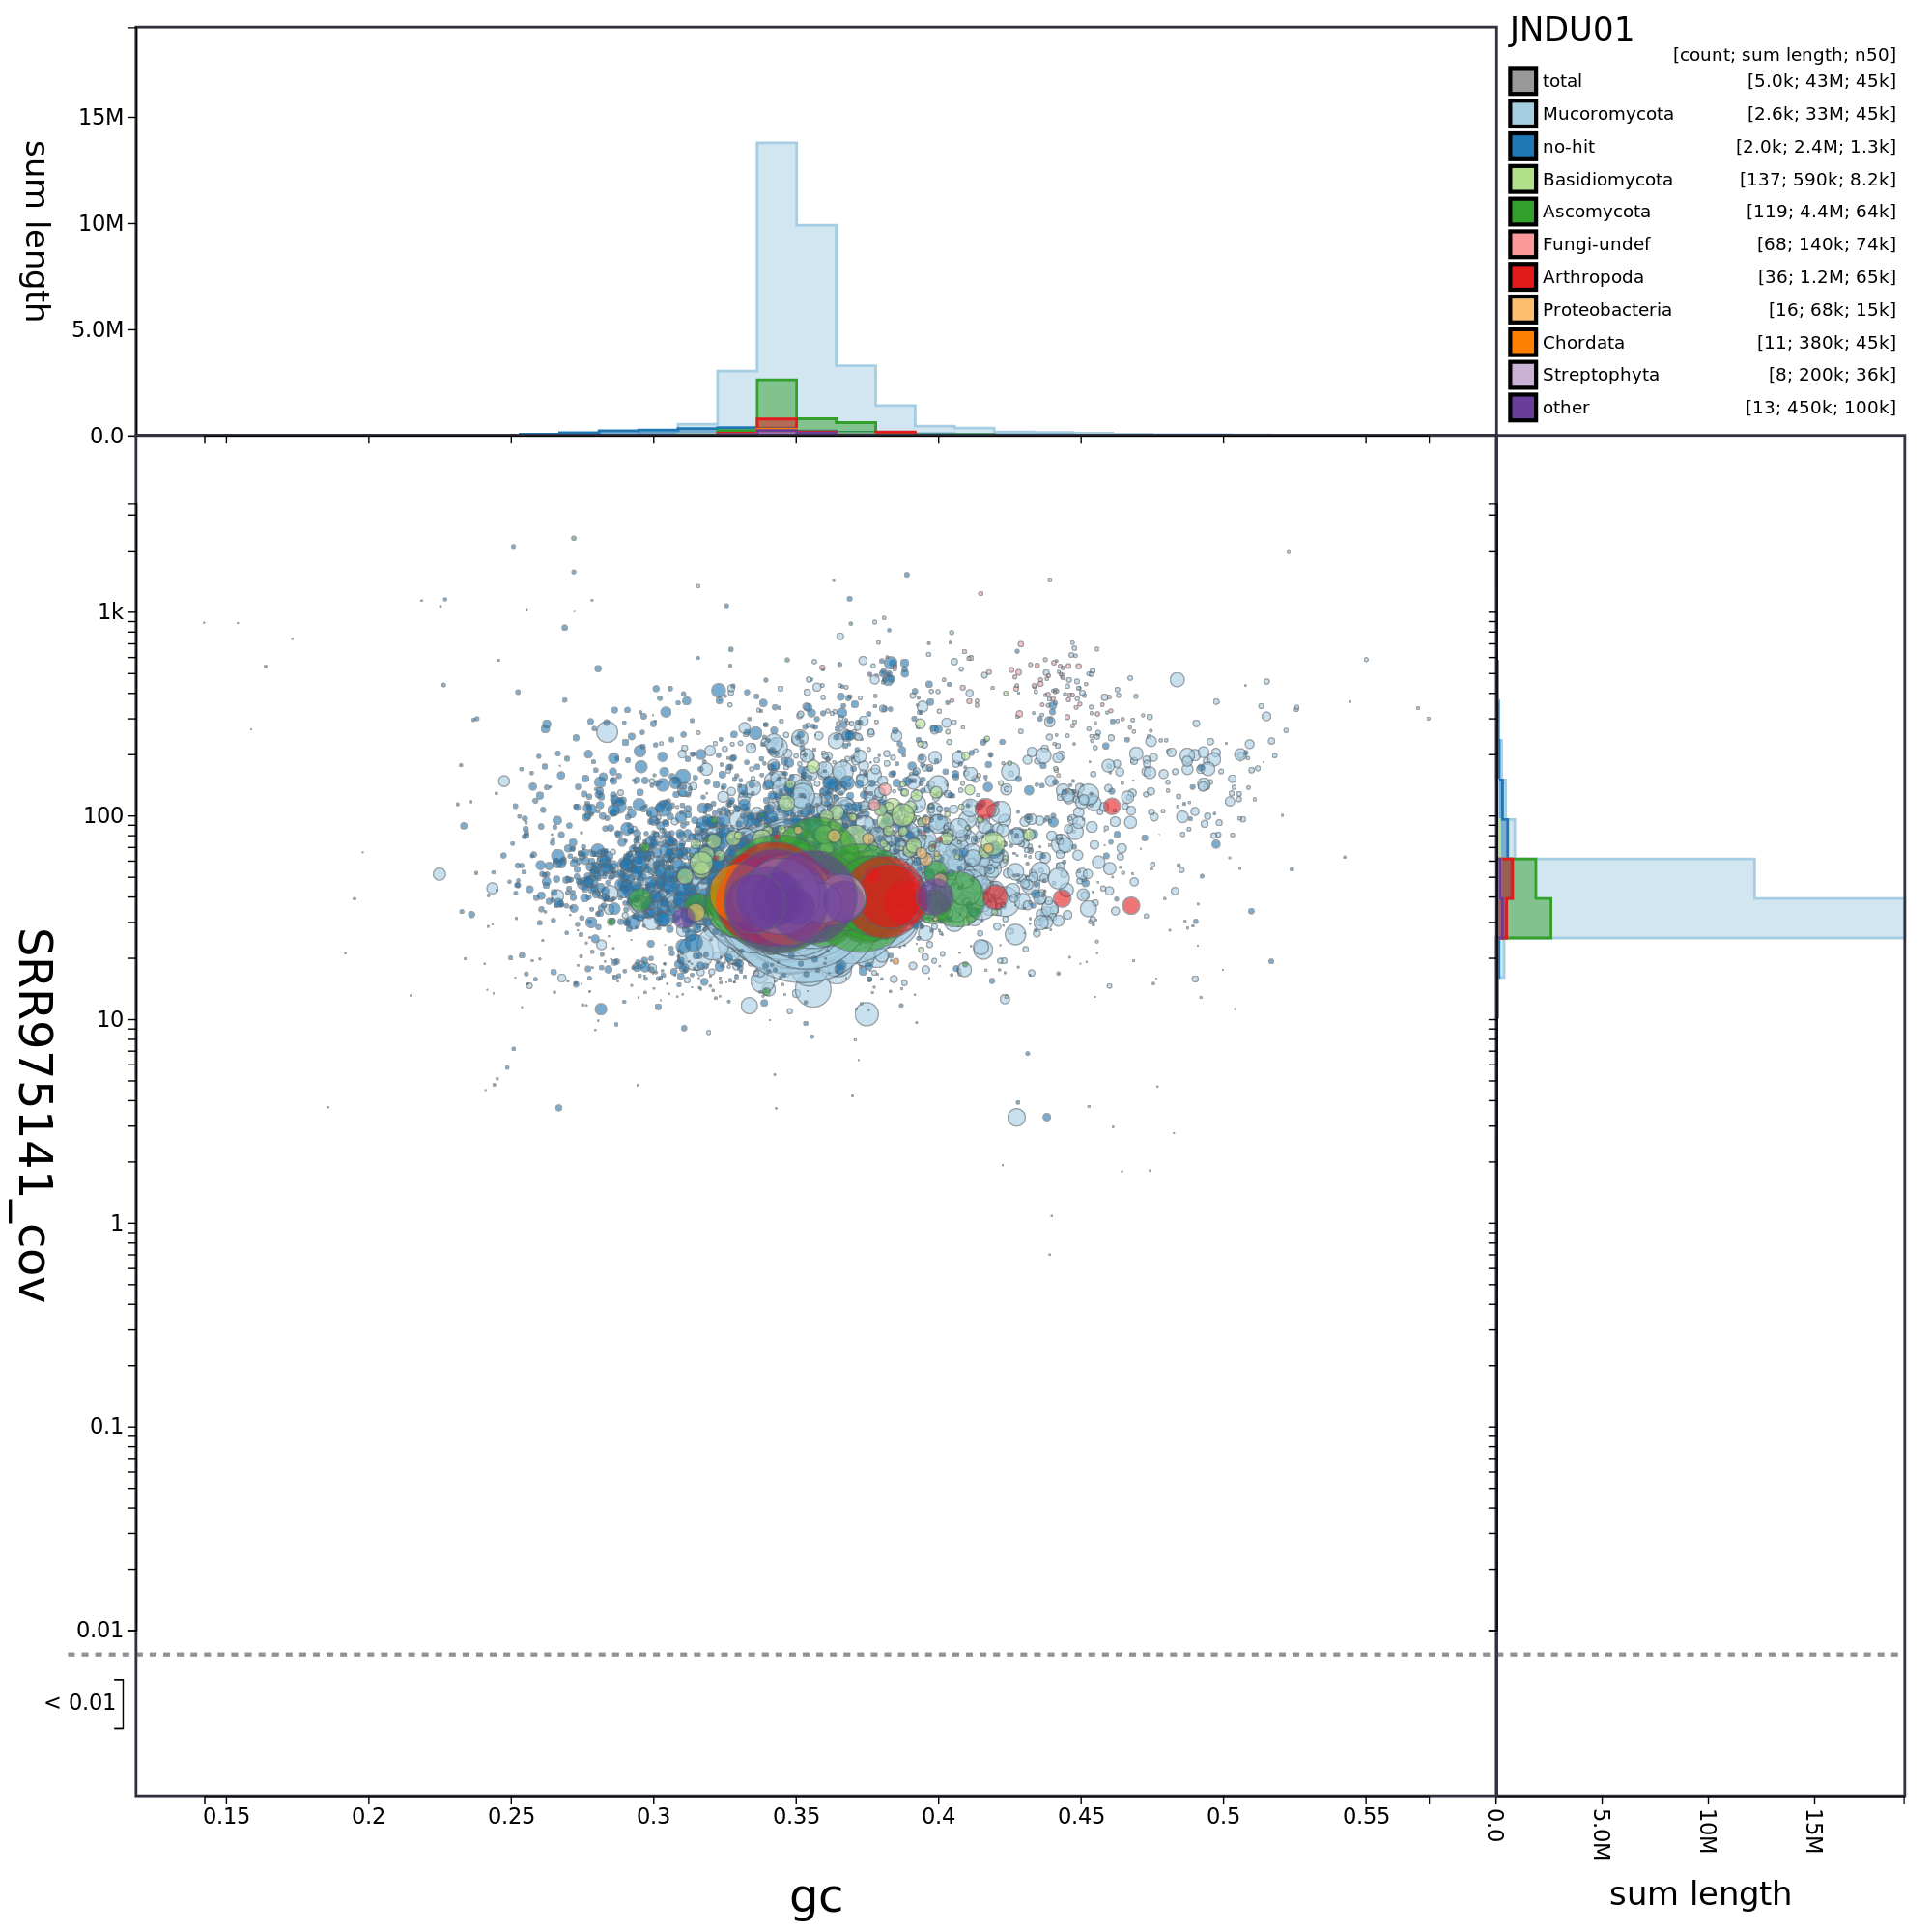 JNDU01
[count; sum length; n50]
total [5.0k; 43M; 45k]
Mucoromycota [2.6k; 33M; 45k]
no-hit [2.0k; 2.4M; 1.3k]
Basidiomycota [137; 590k; 8.2k]
Ascomycota [119; 4.4M; 64k]
Fungi-undef [68; 140k; 74k]
Arthropoda [36; 1.2M; 65k]
Proteobacteria [16; 68k; 15k]
Chordata [11; 380k; 45k]
Streptophyta [8; 200k; 36k]
other [13; 450k; 100k]
sum length
15M
10M
5.0M
0.0
SRR975141_cov
1k
100
10
1
0.1
0.01
< 0.01
0.15 0.2 0.25 0.3 0.35 0.4 0.45 0.5 0.55
gc
0.0 5.0M 10M 15M
sum length